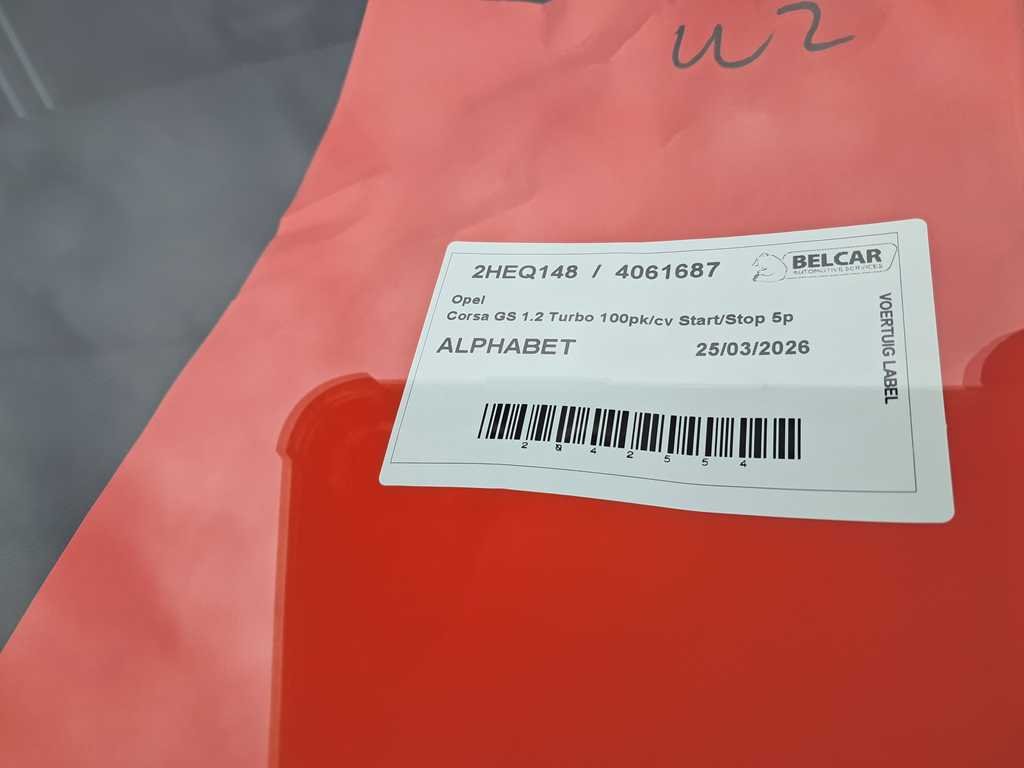 u2
2HEQ148 / 4061687
BELCAR
AUTOMOTIVE SERVICES
Opel
Corsa GS 1.2 Turbo 100pk/cv Start/Stop 5p
ALPHABET
25/03/2026
VOERTUIG LABEL
2042554